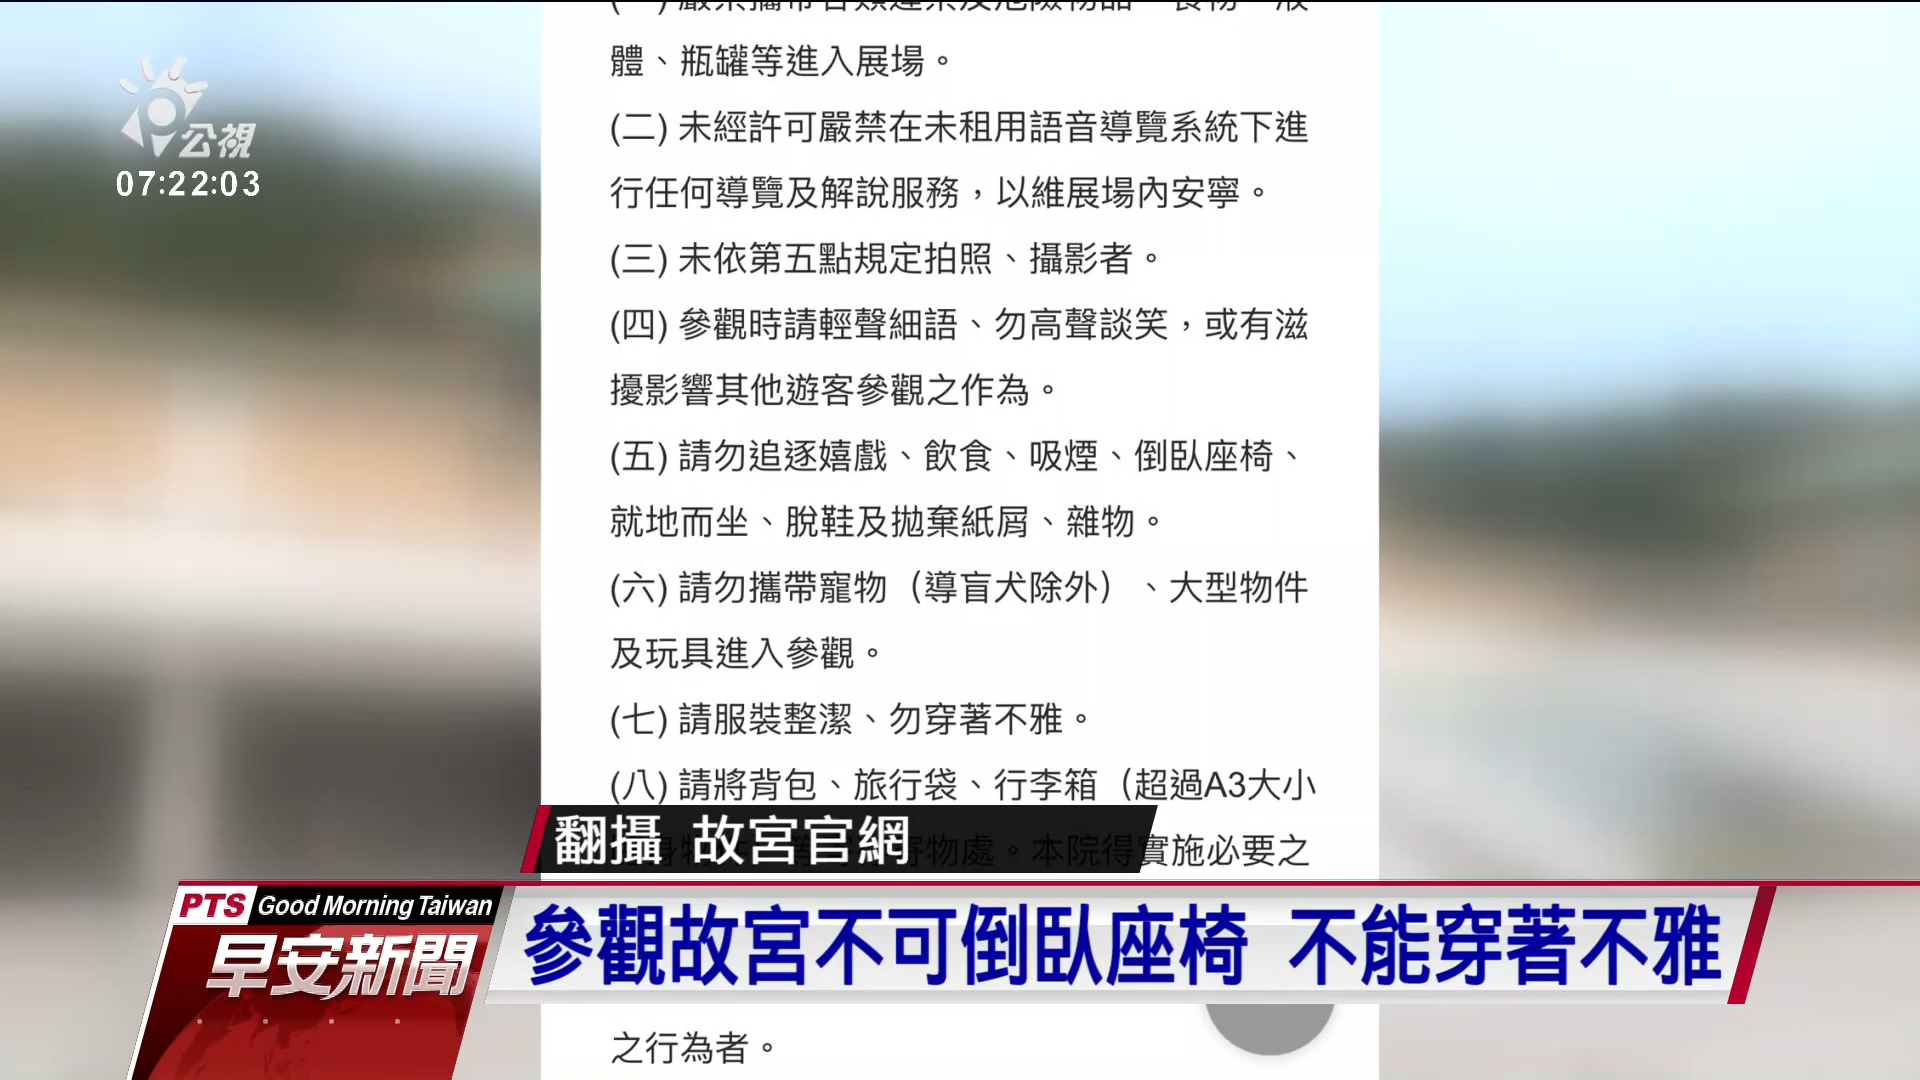 體、瓶罐等進入展場。
(二) 未經許可嚴禁在未租用語音導覽系統下進
行任何導覽及解說服務，以維展場內安寧。
(三) 未依第五點規定拍照、攝影者。
(四) 參觀時請輕聲細語、勿高聲談笑，或有滋
擾影響其他遊客參觀之作為。
(五) 請勿追逐嬉戲、飲食、吸煙、倒臥座椅、
就地而坐、脫鞋及拋棄紙屑、雜物。
(六) 請勿攜帶寵物（導盲犬除外）、大型物件
及玩具進入參觀。
(七) 請服裝整潔、勿穿著不雅。
(八) 請將背包、旅行袋、行李箱（超過A3大小
寄物處。本院得實施必要之
之行為者。
公視
07:22:03
翻攝 故宮官網
PTS Good Morning Taiwan
早安新聞
參觀故宮不可倒臥座椅 不能穿著不雅